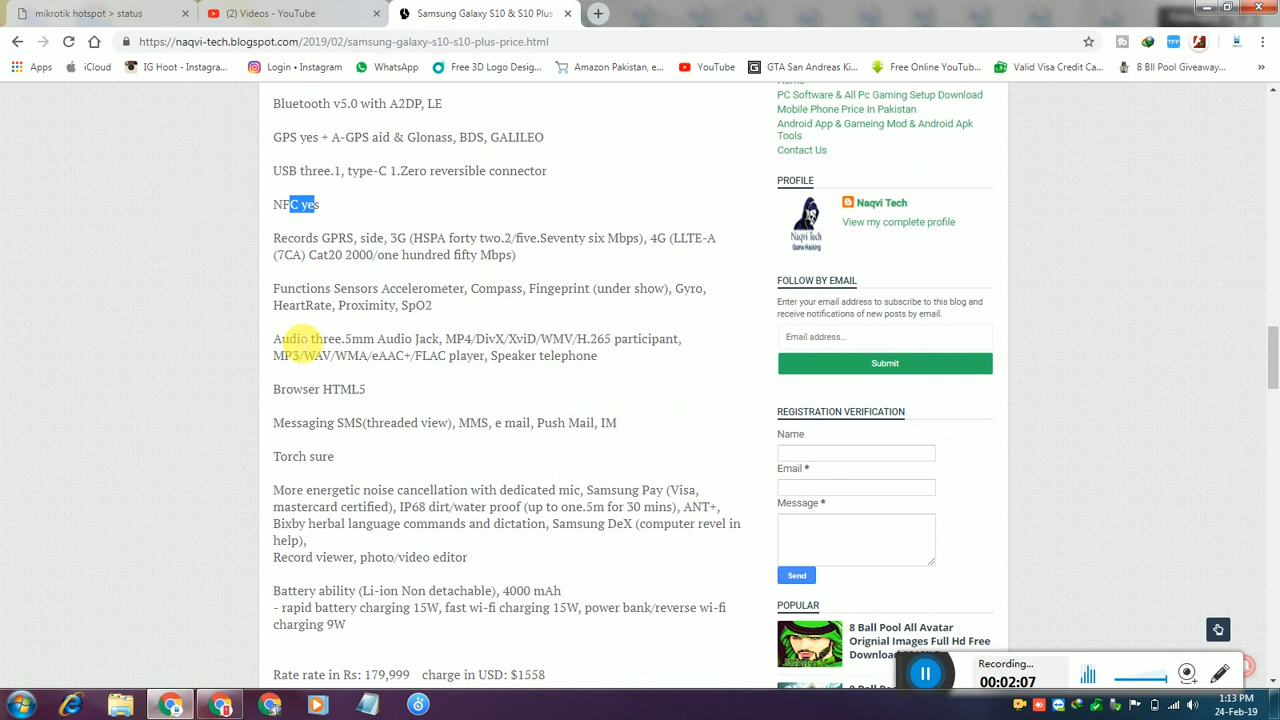 mikrotik hotspot > status
(2) Videos - YouTube
Samsung Galaxy S10 & S10 Plus
https://naqvi-tech.blogspot.com/2019/02/samsung-galaxy-s10-s10-plus-price.html
Apps
iCloud
IG Hoot - Instagra...
Login • Instagram
WhatsApp
Free 3D Logo Desig...
Amazon Pakistan, e...
YouTube
GTA San Andreas Ki...
Free Online YouTub...
Valid Visa Credit Ca...
8 Bll Pool Giveaway...
Bluetooth v5.0 with A2DP, LE
GPS yes + A-GPS aid & Glonass, BDS, GALILEO
USB three.1, type-C 1.Zero reversible connector
NFC yes
Records GPRS, side, 3G (HSPA forty two.2/five.Seventy six Mbps), 4G (LLTE-A
(7CA) Cat20 2000/one hundred fifty Mbps)
Functions Sensors Accelerometer, Compass, Fingeprint (under show), Gyro,
HeartRate, Proximity, SpO2
Audio three.5mm Audio Jack, MP4/DivX/XviD/WMV/H.265 participant,
MP3/WAV/WMA/eAAC+/FLAC player, Speaker telephone
Browser HTML5
Messaging SMS(threaded view), MMS, e mail, Push Mail, IM
Torch sure
More energetic noise cancellation with dedicated mic, Samsung Pay (Visa,
mastercard certified), IP68 dirt/water proof (up to one.5m for 30 mins), ANT+,
Bixby herbal language commands and dictation, Samsung DeX (computer revel in
help),
Record viewer, photo/video editor
Battery ability (Li-ion Non detachable), 4000 mAh
- rapid battery charging 15W, fast wi-fi charging 15W, power bank/reverse wi-fi
charging 9W
Rate rate in Rs: 179,999 charge in USD: $1558
Home
PC Software & All Pc Gaming Setup Download
Mobile Phone Price In Pakistan
Android App & Gameing Mod & Android Apk
Tools
Contact Us
PROFILE
Naqvi Tech
View my complete profile
Naqvi Tech
Game Hacking
FOLLOW BY EMAIL
Enter your email address to subscribe to this blog and
receive notifications of new posts by email.
Email address...
Submit
REGISTRATION VERIFICATION
Name
Email *
Message *
Send
POPULAR
8 Ball Pool All Avatar
Orignial Images Full Hd Free
Recording...
00:02:07
1:13 PM
24-Feb-19